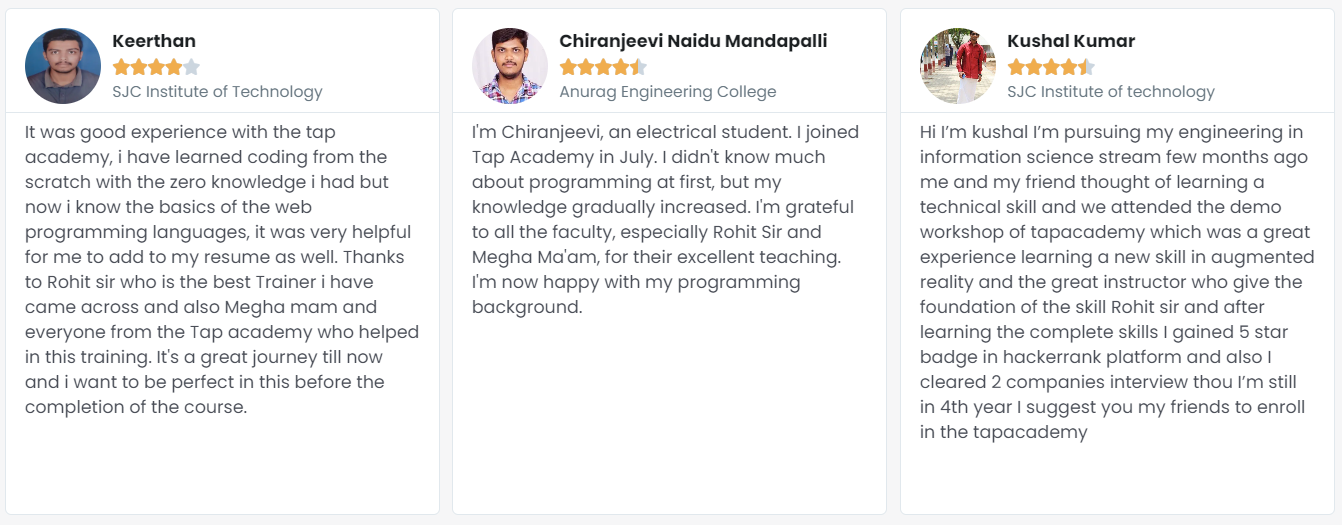 Keerthan
SJC Institute of Technology
It was good experience with the tap
academy, i have learned coding from the
scratch with the zero knowledge i had but
now i know the basics of the web
programming languages, it was very helpful
for me to add to my resume as well. Thanks
to Rohit sir who is the best Trainer i have
came across and also Megha mam and
everyone from the Tap academy who helped
in this training. It's a great journey till now
and i want to be perfect in this before the
completion of the course.
Chiranjeevi Naidu Mandapalli
Anurag Engineering College
I'm Chiranjeevi, an electrical student. I joined
Tap Academy in July. I didn't know much
about programming at first, but my
knowledge gradually increased. I'm grateful
to all the faculty, especially Rohit Sir and
Megha Ma'am, for their excellent teaching.
I'm now happy with my programming
background.
Kushal Kumar
SJC Institute of technology
Hi I’m kushal I’m pursuing my engineering in
information science stream few months ago
me and my friend thought of learning a
technical skill and we attended the demo
workshop of tapacademy which was a great
experience learning a new skill in augmented
reality and the great instructor who give the
foundation of the skill Rohit sir and after
learning the complete skills I gained 5 star
badge in hackerrank platform and also I
cleared 2 companies interview thou I’m still
in 4th year I suggest you my friends to enroll
in the tapacademy